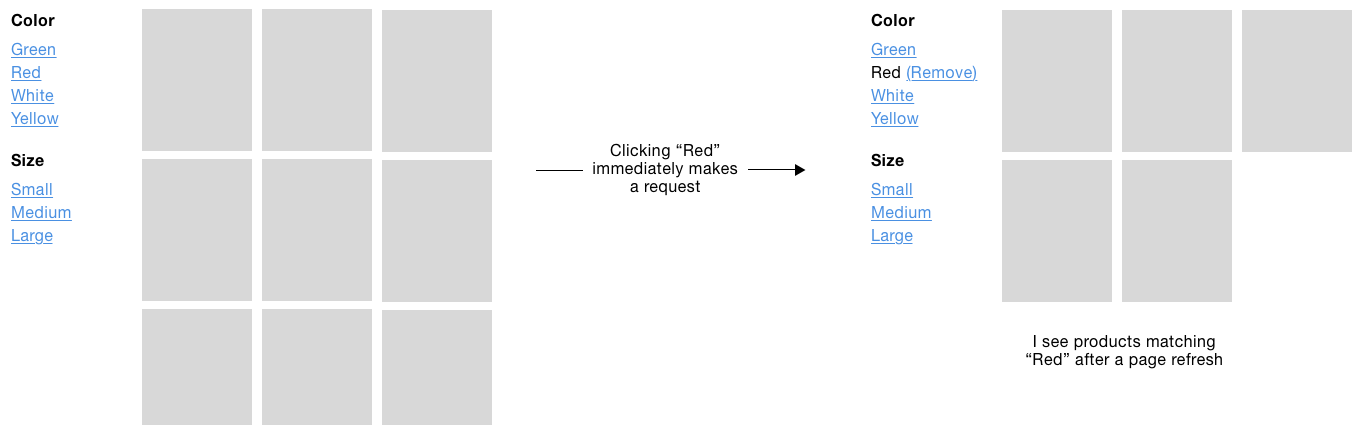 Color
Green
Red
White
Yellow
Size
Small
Medium
Large
Clicking “Red”
immediately makes
a request
Color
Green
Red (Remove)
White
Yellow
Size
Small
Medium
Large
I see products matching
“Red” after a page refresh